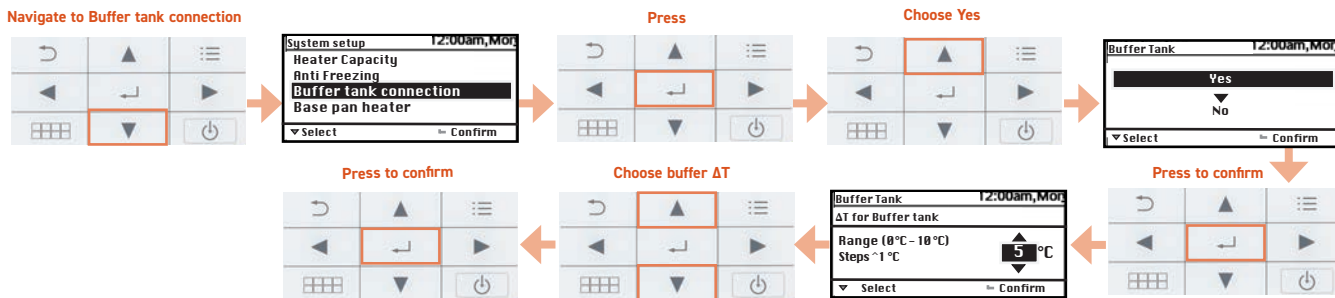 Navigate to Buffer tank connection
System setup 12:00am,Mon
Heater Capacity
Anti Freezing
Buffer tank connection
Base pan heater
▼ Select Confirm
Press
Choose Yes
Buffer Tank 12:00am,Mon
Yes
No
▼ Select Confirm
Press to confirm
Buffer Tank 12:00am,Mon
ΔT for Buffer tank
Range (0°C - 10°C)
Steps ^1 °C
5 °C
▼ Select Confirm
Choose buffer ΔT
Press to confirm